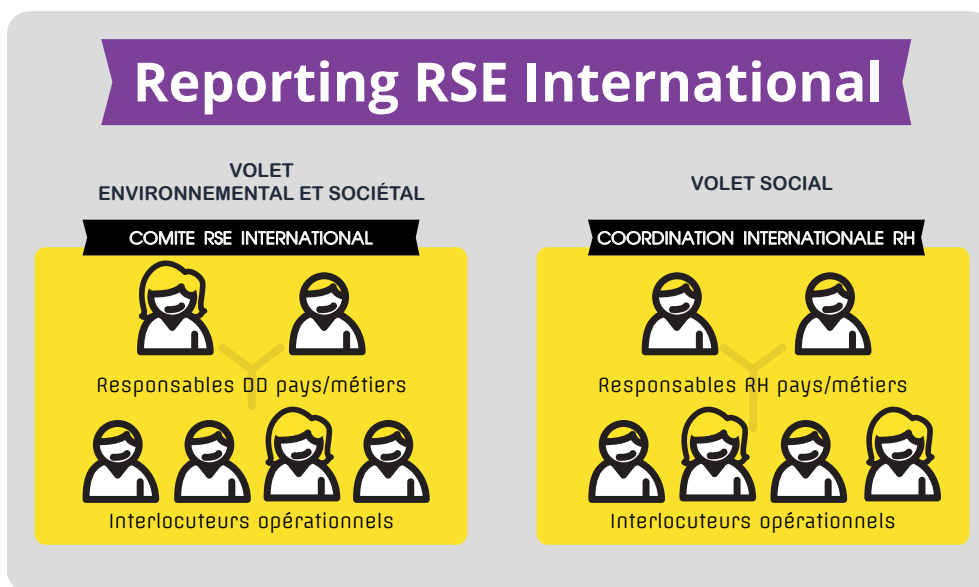 Reporting RSE International
VOLET
ENVIRONNEMENTAL ET SOCIÉTAL
COMITE RSE INTERNATIONAL
Responsables DD pays/métiers
Interlocuteurs opérationnels
VOLET SOCIAL
COORDINATION INTERNATIONALE RH
Responsables RH pays/métiers
Interlocuteurs opérationnels